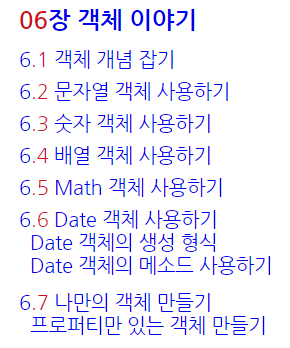 06장 객체 이야기
6.1 객체 개념 잡기
6.2 문자열 객체 사용하기
6.3 숫자 객체 사용하기
6.4 배열 객체 사용하기
6.5 Math 객체 사용하기
6.6 Date 객체 사용하기
Date 객체의 생성 형식
Date 객체의 메소드 사용하기
6.7 나만의 객체 만들기
프로퍼티만 있는 객체 만들기